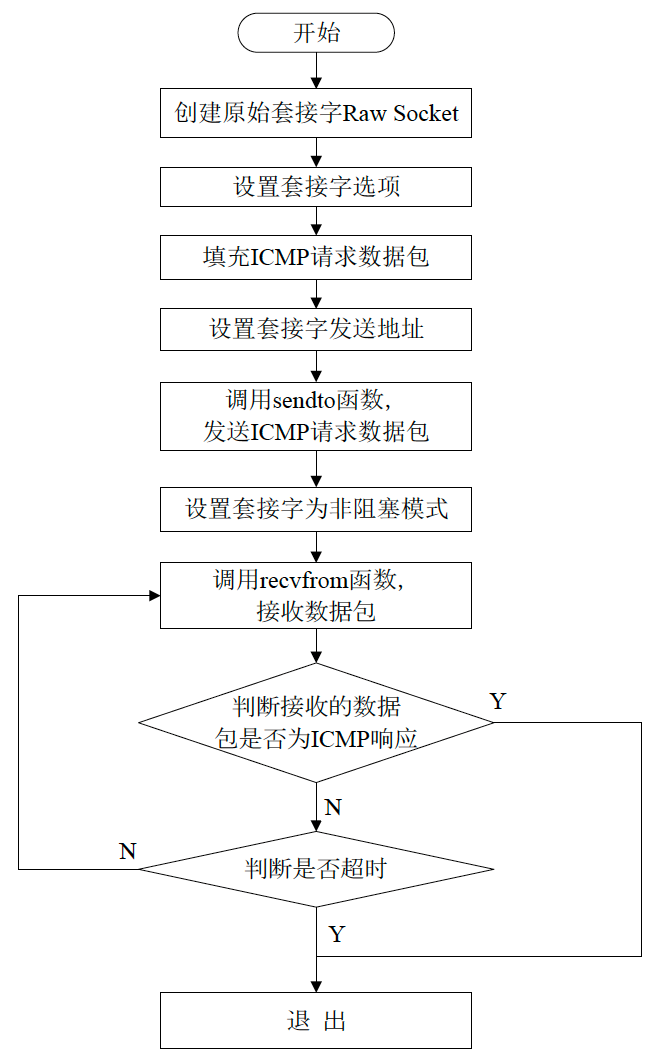 开始
创建原始套接字Raw Socket
设置套接字选项
填充ICMP请求数据包
设置套接字发送地址
调用sendto函数，
发送ICMP请求数据包
设置套接字为非阻塞模式
调用recvfrom函数，
接收数据包
判断接收的数据
包是否为ICMP响应
Y
N
判断是否超时
N
Y
退 出